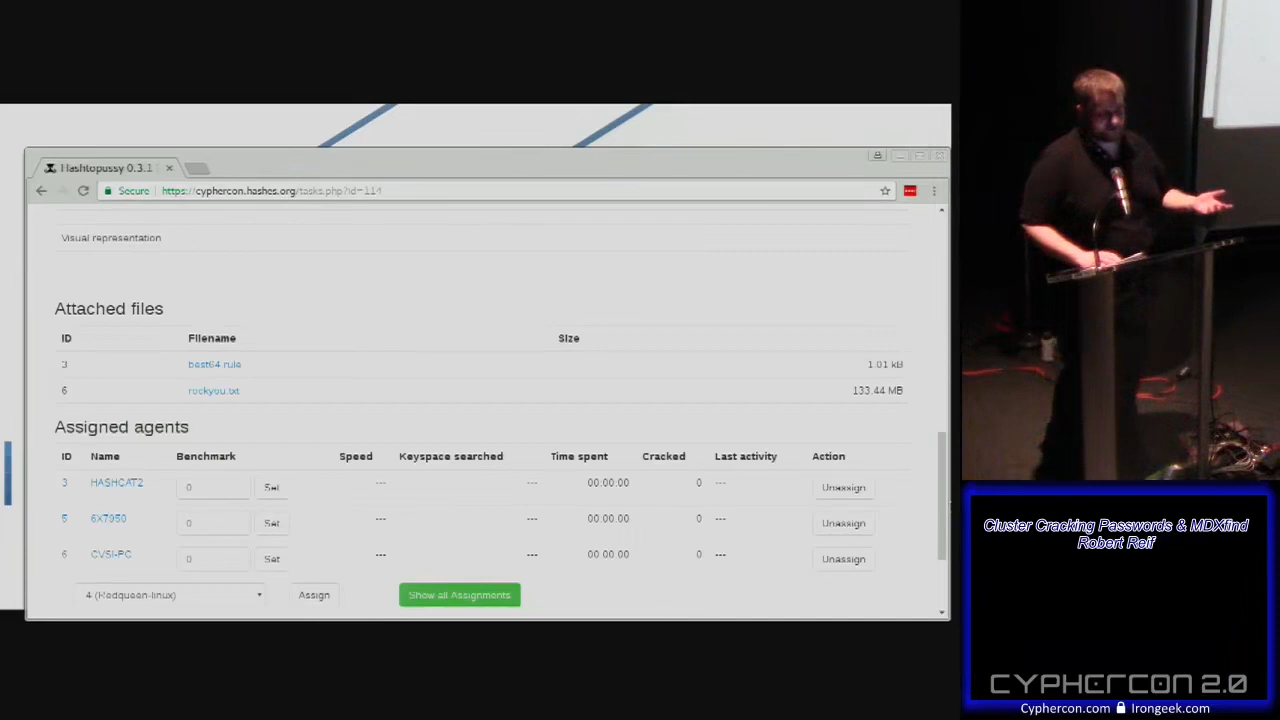 Hashtopussy 0.3.1
Secure https://cyphercon.hashes.org/tasks.php?id=114
Visual representation
Attached files
ID Filename Size
3 best64.rule 1.01 kB
6 rockyou.txt 133.44 MB
Assigned agents
ID Name Benchmark Speed Keyspace searched Time spent Cracked Last activity Action
3 HASHCAT2 0 Set --- --- 00:00:00 0 --- Unassign
5 6X7950 0 Set --- --- 00:00:00 0 --- Unassign
6 CVSI-PC 0 Set --- --- 00:00:00 0 --- Unassign
4 (Redqueen-linux) Assign Show all Assignments
Cluster Cracking Passwords & MDXfind
Robert Reif
CYPHERCON 2.0
Cyphercon.com Irongeek.com